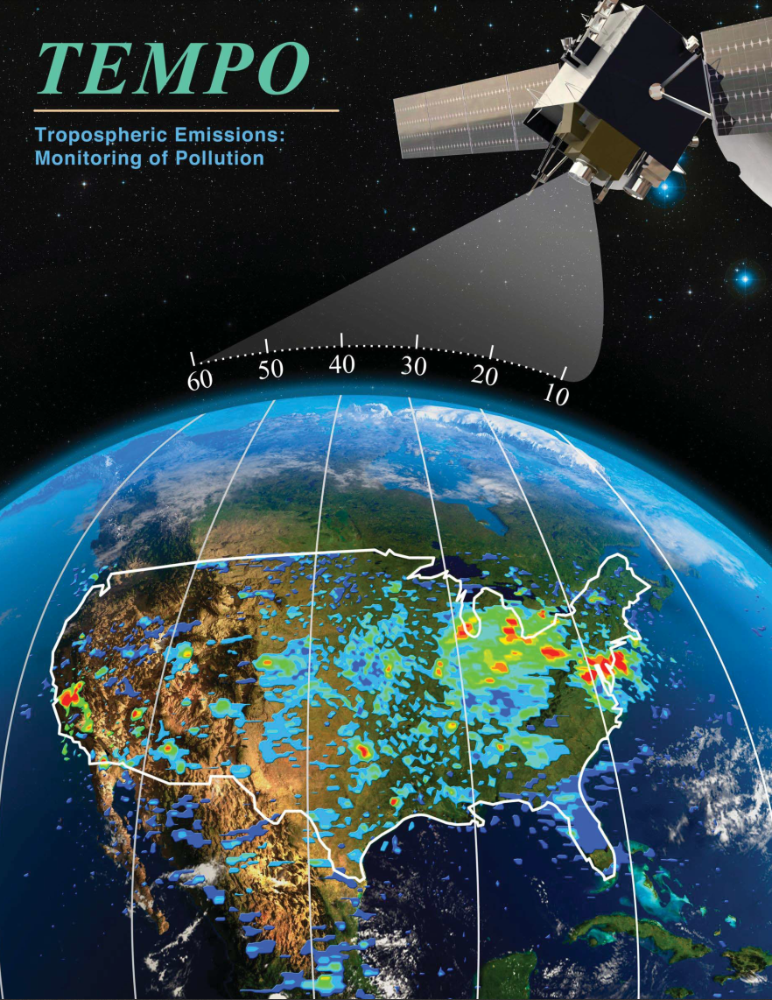 TEMPO
Tropospheric Emissions:
Monitoring of Pollution
60 50 40 30 20 10